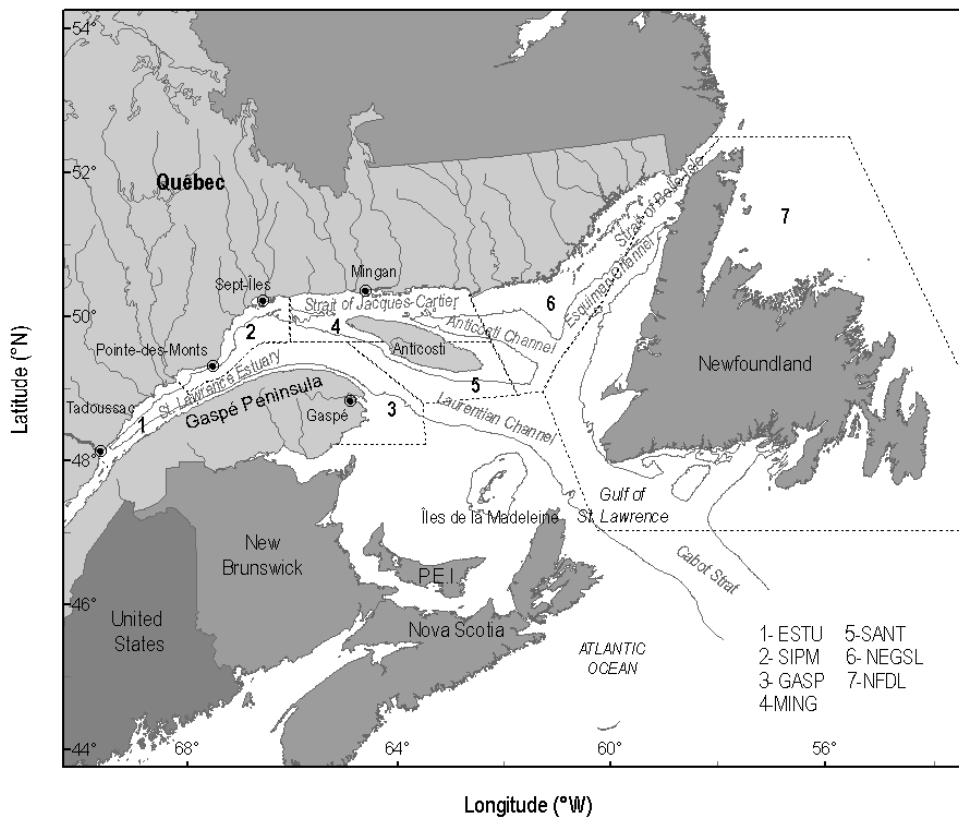 54°
52°
Québec
7
Strait of Belle Isle
Sept-Îles
Mingan
Esquiman Channel
6
Strait of Jacques-Cartier
50°
2
4
Anticosti Channel
Pointe-des-Monts
Anticosti
Newfoundland
St. Lawrance Estuary
Tadoussac
Gaspé Peninsula
5
1
Gaspé
3
Laurentian Channel
48°
Gulf of
St. Lawrence
Îles de la Madeleine
New
Brunswick
Cabot Strat
P.E.I.
46°
United
States
Nova Scotia
ATLANTIC
OCEAN
1- ESTU 5-SANT
2- SIPM 6- NEGSL
3- GASP 7-NFDL
4-MING
44°
68° 64° 60° 56°
Latitude (°N)
Longitude (°W)